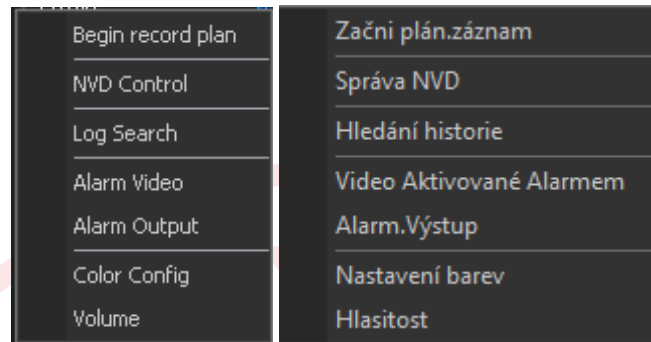 Begin record plan
NVD Control
Log Search
Alarm Video
Alarm Output
Color Config
Volume
Začni plán.záznam
Správa NVD
Hledání historie
Video Aktivované Alarmem
Alarm.Výstup
Nastavení barev
Hlasitost